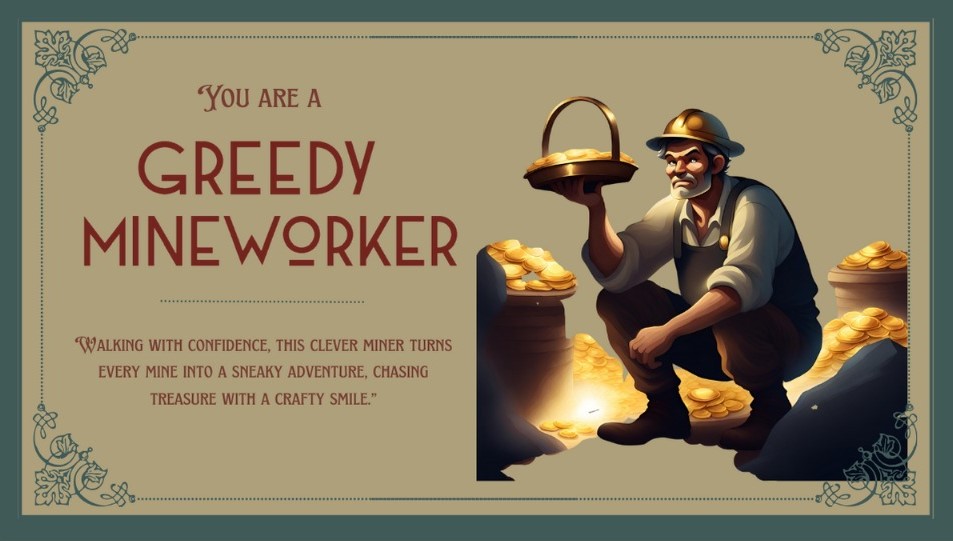 You are a
GREEDY
MINEWORKER
Walking with confidence, this clever miner turns
every mine into a sneaky adventure, chasing
treasure with a crafty smile.”